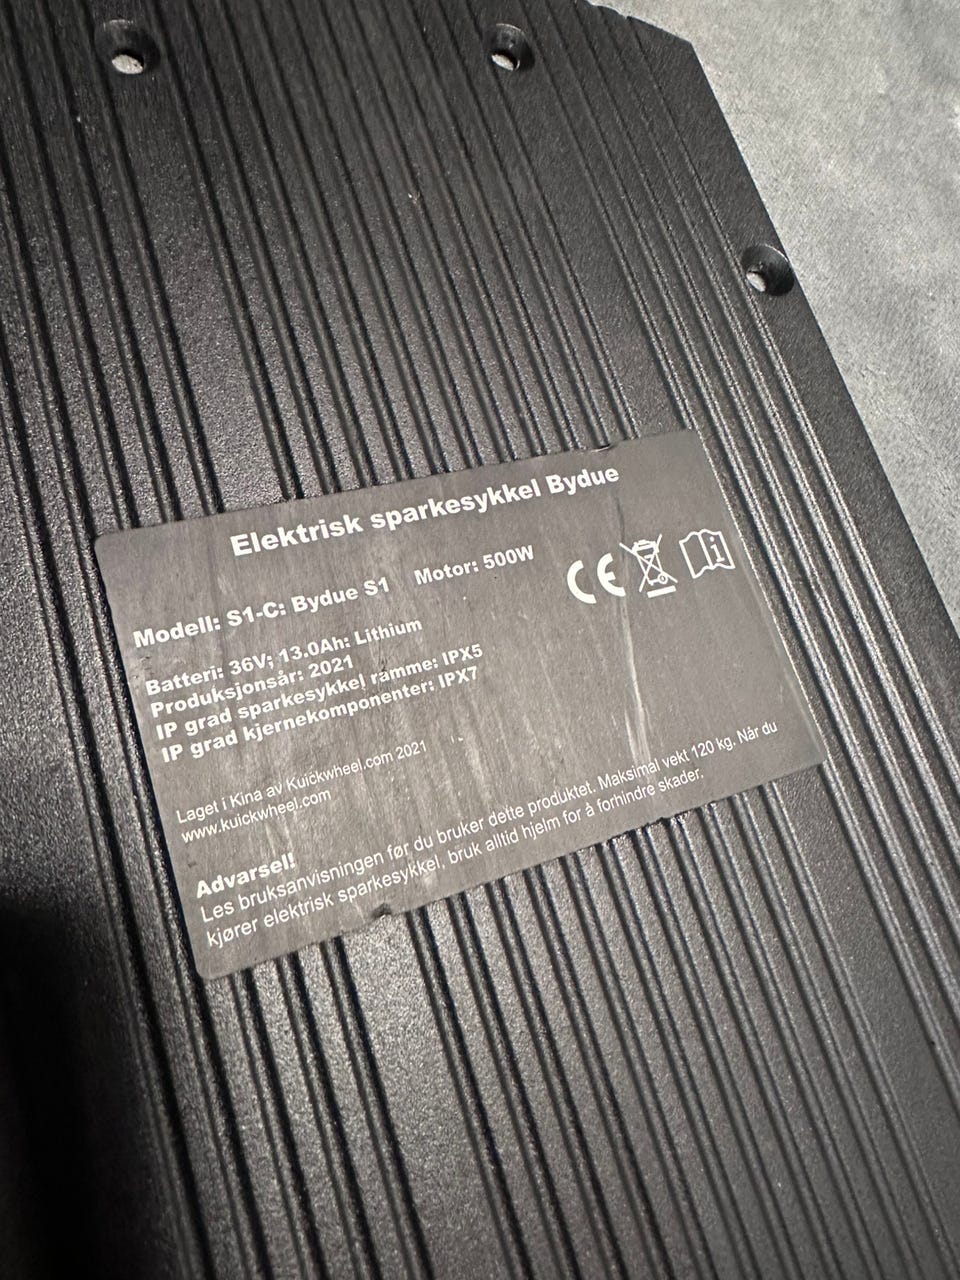 Elektrisk sparkesykkel Bydue
Modell: S1-C: Bydue S1 Motor: 500W
CE
Batteri: 36V; 13.0Ah: Lithium
Produksjonsår: 2021
IP grad sparkesykkel ramme: IPX5
IP grad kjernekomponenter: IPX7
Laget i Kina av Kuickwheel.com 2021
www.kuickwheel.com
Advarsel!
Les bruksanvisningen før du bruker dette produktet. Maksimal vekt 120 kg. Når du
kjører elektrisk sparkesykkel, bruk alltid hjelm for å forhindre skader.